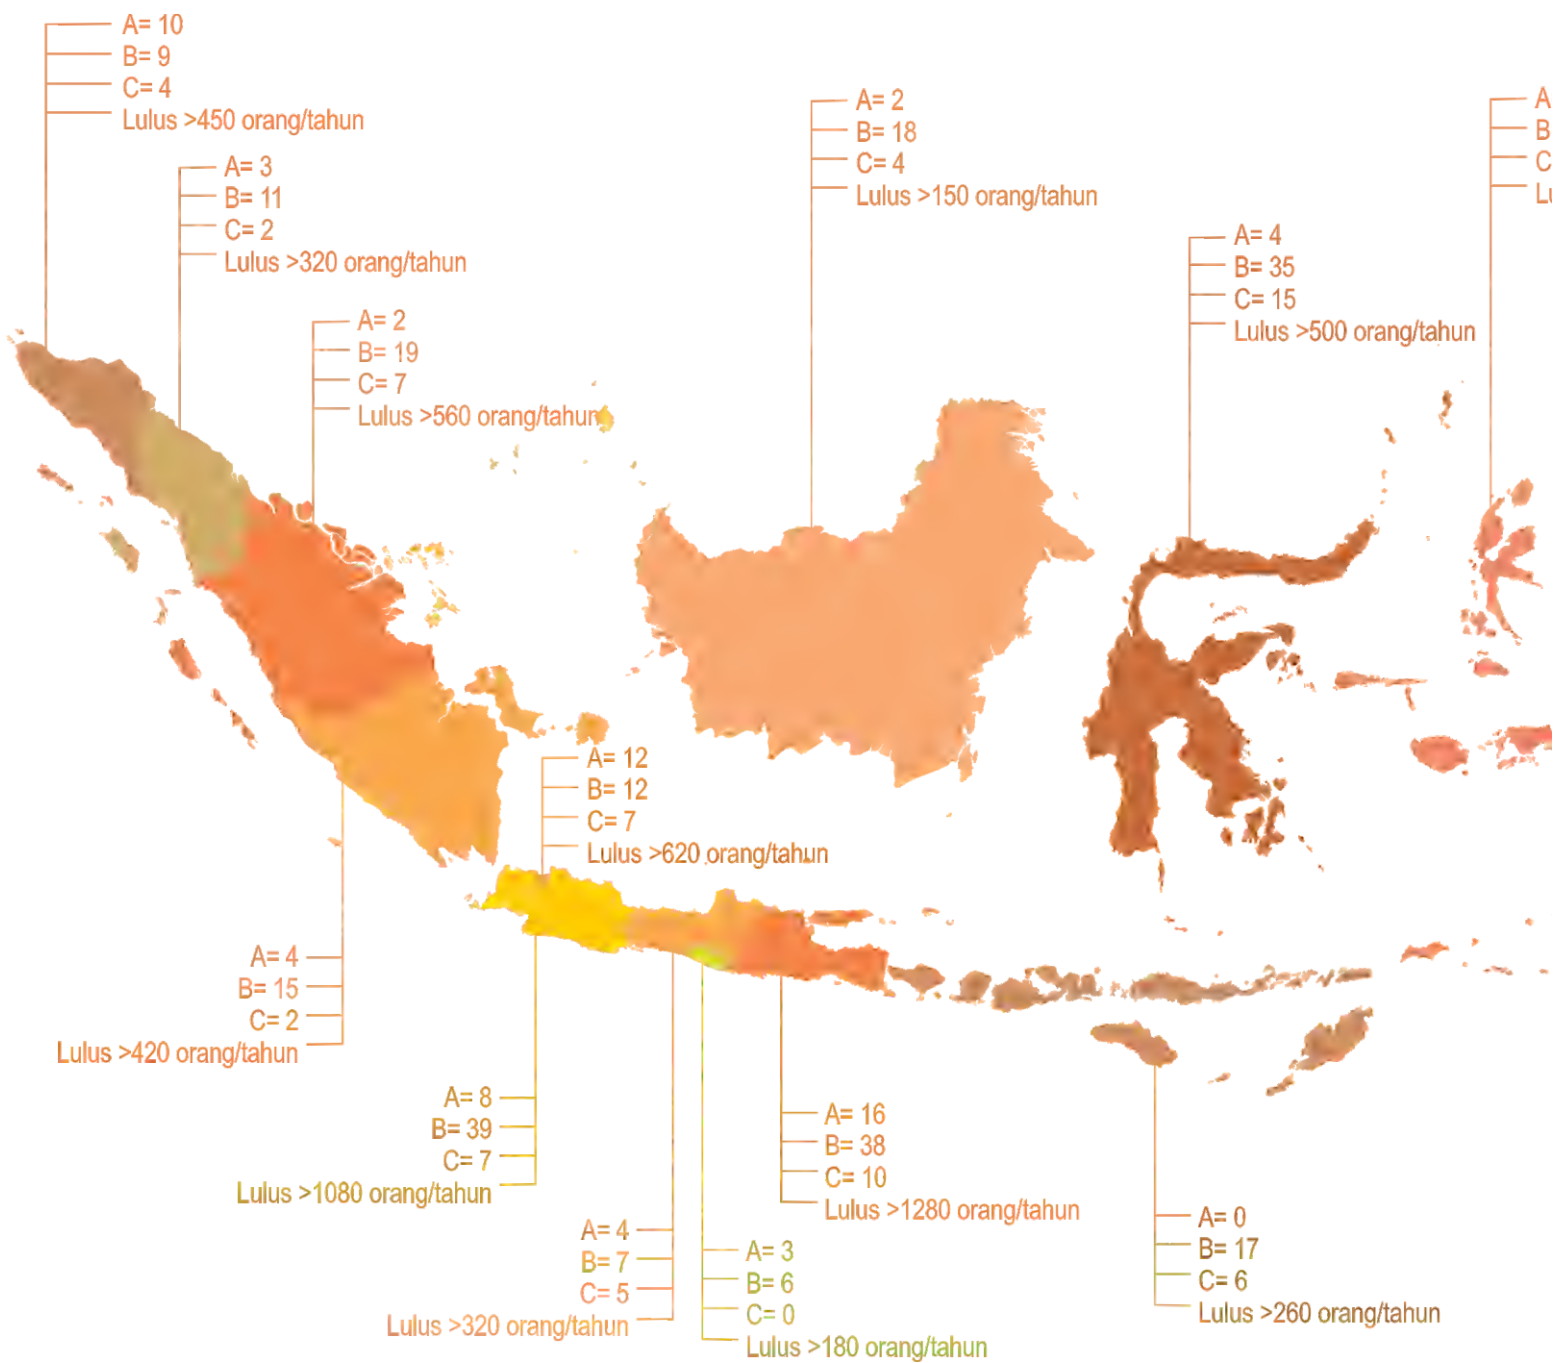 A= 10
B= 9
C= 4
Lulus >450 orang/tahun
A= 3
B= 11
C= 2
Lulus >320 orang/tahun
A= 2
B= 19
C= 7
Lulus >560 orang/tahun
A= 2
B= 18
C= 4
Lulus >150 orang/tahun
A= 4
B= 35
C= 15
Lulus >500 orang/tahun
A
B
C
Lu
A= 12
B= 12
C= 7
Lulus >620 orang/tahun
A= 4
B= 15
C= 2
Lulus >420 orang/tahun
A= 8
B= 39
C= 7
Lulus >1080 orang/tahun
A= 4
B= 7
C= 5
Lulus >320 orang/tahun
A= 3
B= 6
C= 0
Lulus >180 orang/tahun
A= 16
B= 38
C= 10
Lulus >1280 orang/tahun
A= 0
B= 17
C= 6
Lulus >260 orang/tahun